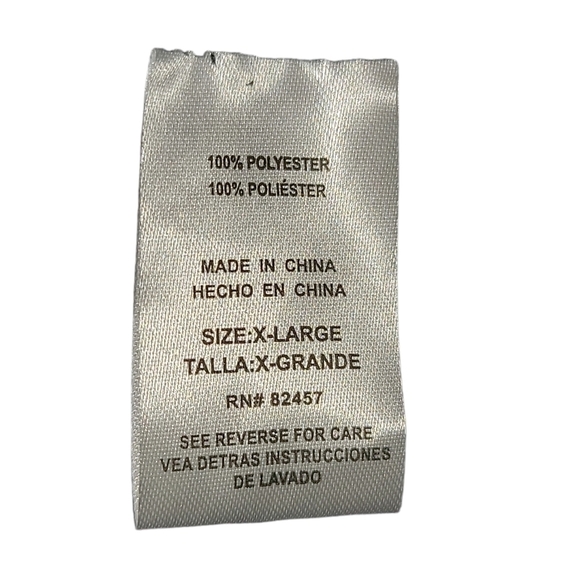 100% POLYESTER
100% POLIÉSTER
MADE IN CHINA
HECHO EN CHINA
SIZE:X-LARGE
TALLA:X-GRANDE
RN# 82457
SEE REVERSE FOR CARE
VEA DETRAS INSTRUCCIONES
DE LAVADO